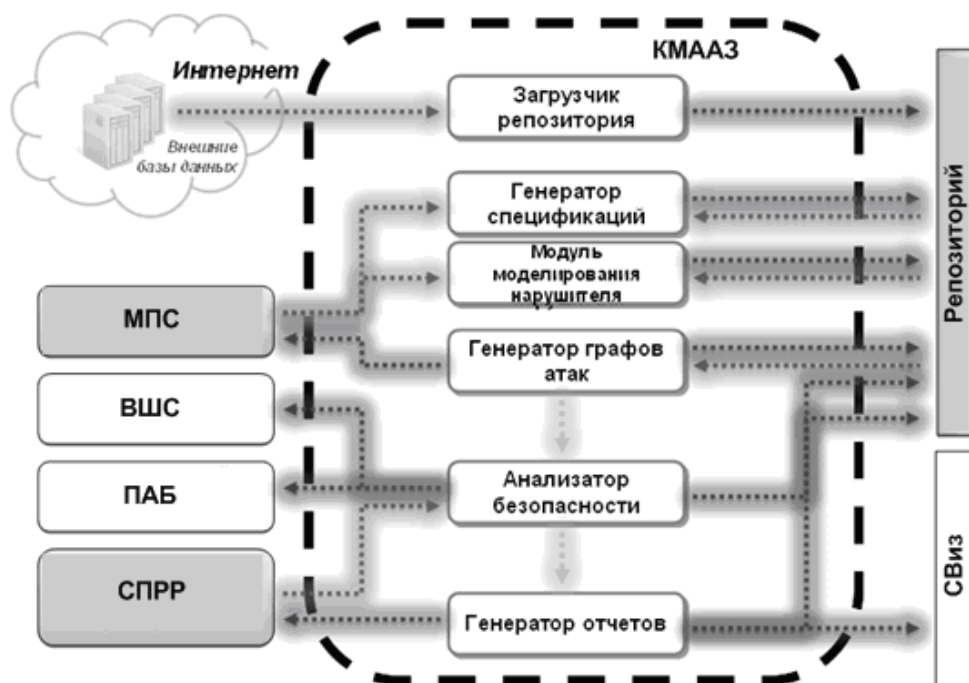 КМААЗ
Интернет
Внешние
базы данных
Загрузчик
репозитория
Генератор
спецификаций
Модуль
моделирования
нарушителя
Генератор графов
атак
Анализатор
безопасности
Генератор отчетов
МПС
ВШС
ПАБ
СПРР
Репозиторий
СВиз